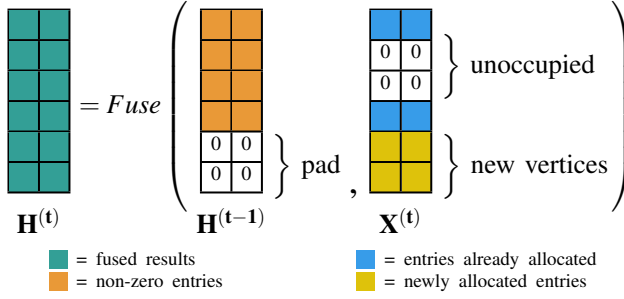 0 0
0 0 unoccupied
= Fuse
0 0
0 0 pad , new vertices
H(t) H(t−1) X(t)
= fused results = entries already allocated
= non-zero entries = newly allocated entries